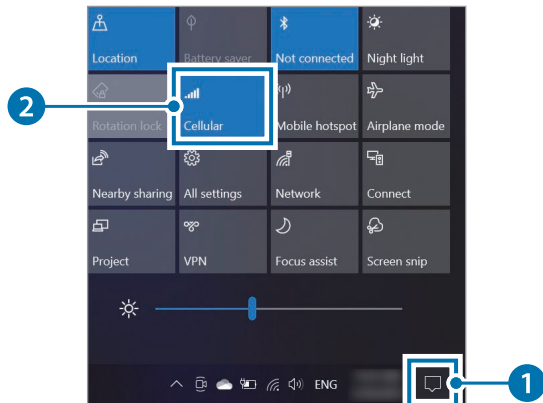 Location Battery saver Not connected Night light
2
Rotation lock Cellular Mobile hotspot Airplane mode
Nearby sharing All settings Network Connect
Project VPN Focus assist Screen snip
ENG
1